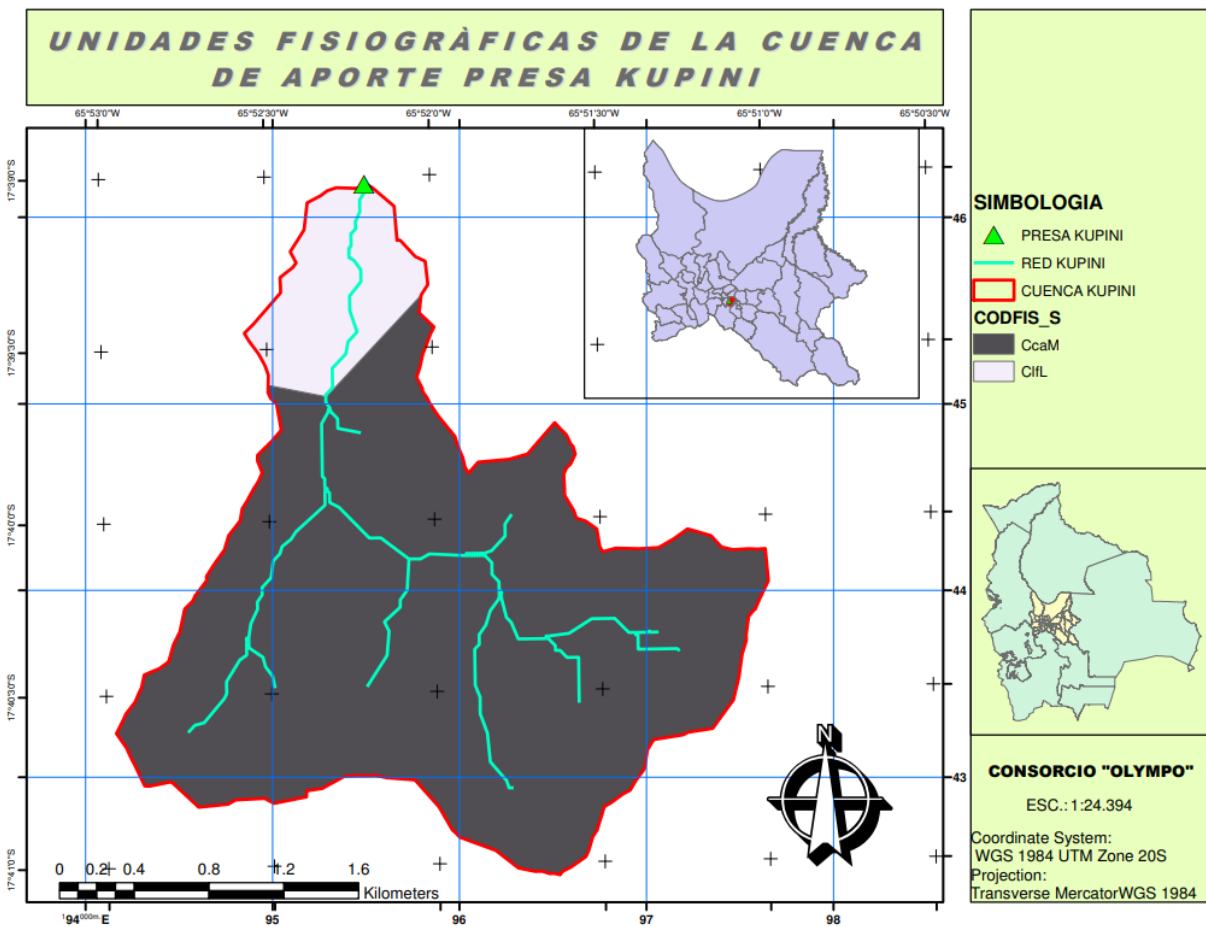 UNIDADES FISIOGRÀFICAS DE LA CUENCA
DE APORTE PRESA KUPINI
65°53'0"W
65°52'30"W
65°52'0"W
65°51'30"W
65°51'0"W
65°50'30"W
17°39'0"S
17°39'30"S
17°40'0"S
17°40'30"S
17°41'0"S
46
45
44
43
N
0 0.2 0.4 0.8 1.2 1.6
Kilometers
194000m. E
95
96
97
98
SIMBOLOGIA
PRESA KUPINI
RED KUPINI
CUENCA KUPINI
CODFIS_S
CcaM
ClfL
CONSORCIO "OLYMPO"
ESC.: 1:24.394
Coordinate System:
WGS 1984 UTM Zone 20S
Projection:
Transverse MercatorWGS 1984